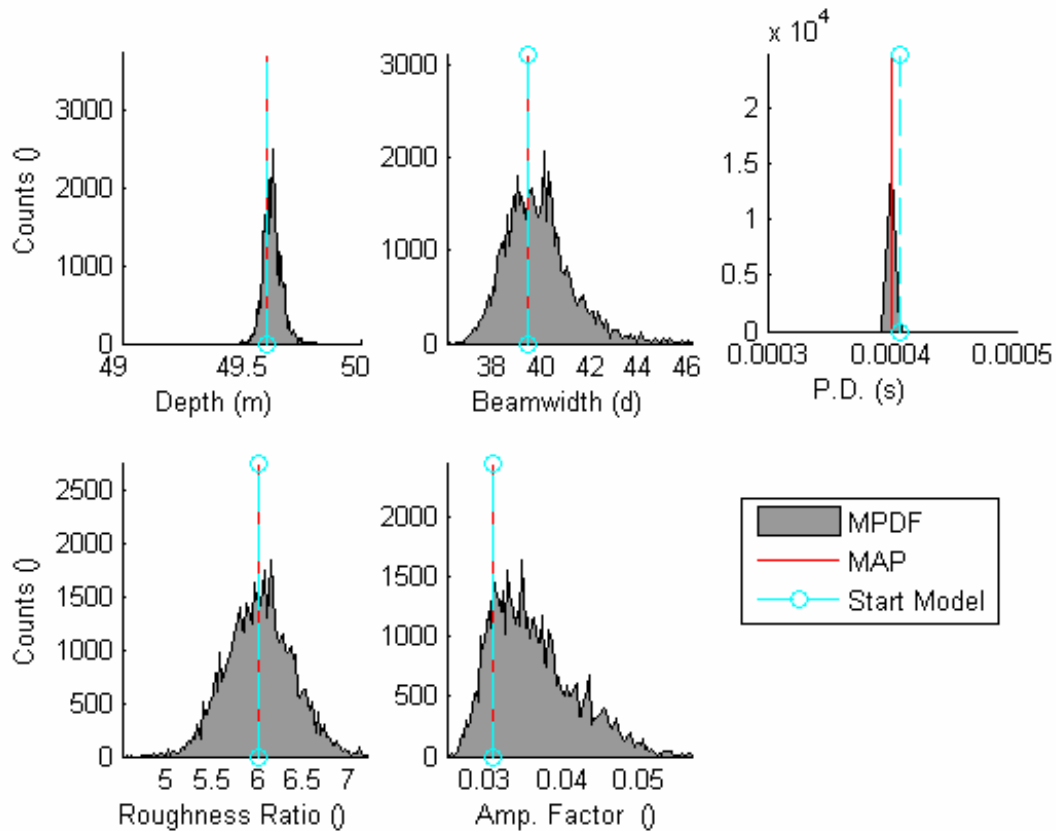 x 10^4
Counts ()
3000
2000
1000
0
49 49.5 50
Depth (m)
3000
2000
1000
0
38 40 42 44 46
Beamwidth (d)
2
1.5
1
0.5
0
0.0003 0.0004 0.0005
P.D. (s)
Counts ()
2500
2000
1500
1000
500
0
5 5.5 6 6.5 7
Roughness Ratio ()
2000
1500
1000
500
0
0.03 0.04 0.05
Amp. Factor ()
MPDF
MAP
Start Model